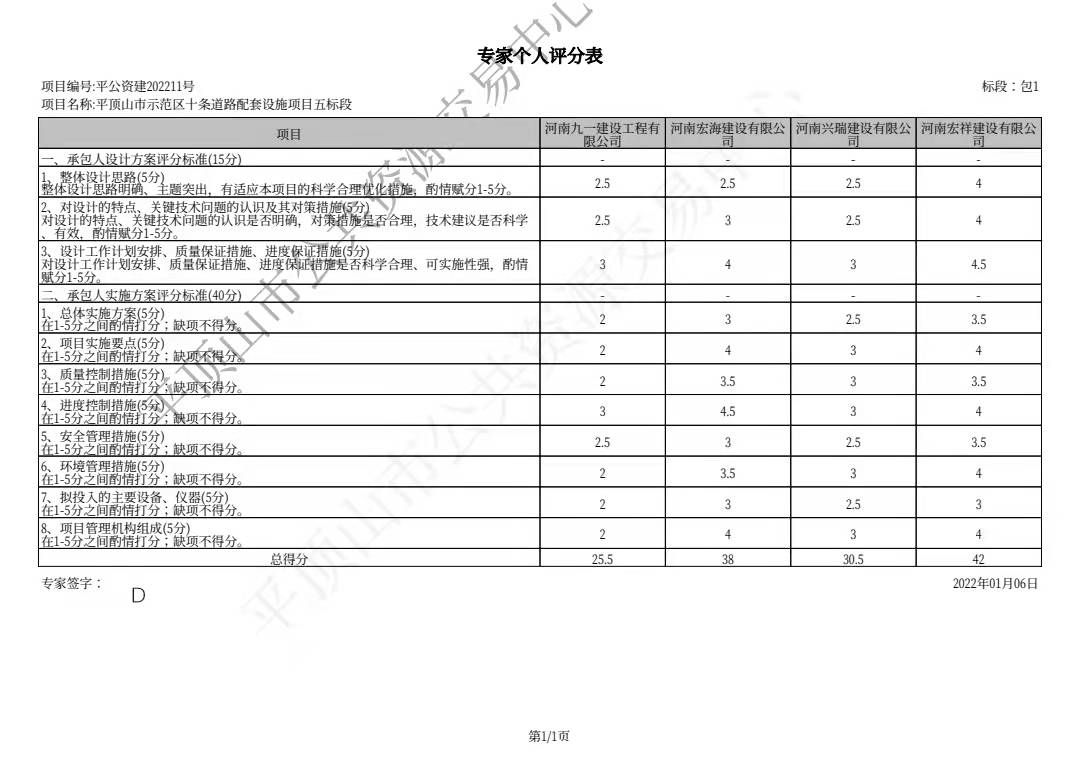 专家个人评分表
项目编号:平公资建202211号
标段：包1
项目名称:平顶山市示范区十条道路配套设施项目五标段
项目
河南九一建设工程有限公司
河南宏海建设有限公司
河南兴瑞建设有限公司
河南宏祥建设有限公司
一、承包人设计方案评分标准(15分) - - - -
1、整体设计思路(5分)
整体设计思路明确、主题突出，有适应本项目的科学合理优化措施，酌情赋分1-5分。
2.5 2.5 2.5 4
2、对设计的特点、关键技术问题的认识及其对策措施(5分)
对设计的特点、关键技术问题的认识是否明确，对策措施是否合理，技术建议是否科学
、有效，酌情赋分1-5分。
2.5 3 2.5 4
3、设计工作计划安排、质量保证措施、进度保证措施(5分)
对设计工作计划安排、质量保证措施、进度保证措施是否科学合理、可实施性强，酌情
赋分1-5分。
3 4 3 4.5
二、承包人实施方案评分标准(40分) - - - -
1、总体实施方案(5分)
在1-5分之间酌情打分；缺项不得分。
2 3 2.5 3.5
2、项目实施要点(5分)
在1-5分之间酌情打分；缺项不得分。
2 4 3 4
3、质量控制措施(5分)
在1-5分之间酌情打分；缺项不得分。
2 3.5 3 3.5
4、进度控制措施(5分)
在1-5分之间酌情打分；缺项不得分。
3 4.5 3 4
5、安全管理措施(5分)
在1-5分之间酌情打分；缺项不得分。
2.5 3 2.5 3.5
6、环境管理措施(5分)
在1-5分之间酌情打分；缺项不得分。
2 3.5 3 4
7、拟投入的主要设备、仪器(5分)
在1-5分之间酌情打分；缺项不得分。
2 3 2.5 3
8、项目管理机构组成(5分)
在1-5分之间酌情打分；缺项不得分。
2 4 3 4
总得分 25.5 38 30.5 42
专家签字：
D
2022年01月06日
第1/1页
平顶山市公共资源交易中心
平顶山市公共资源交易中心